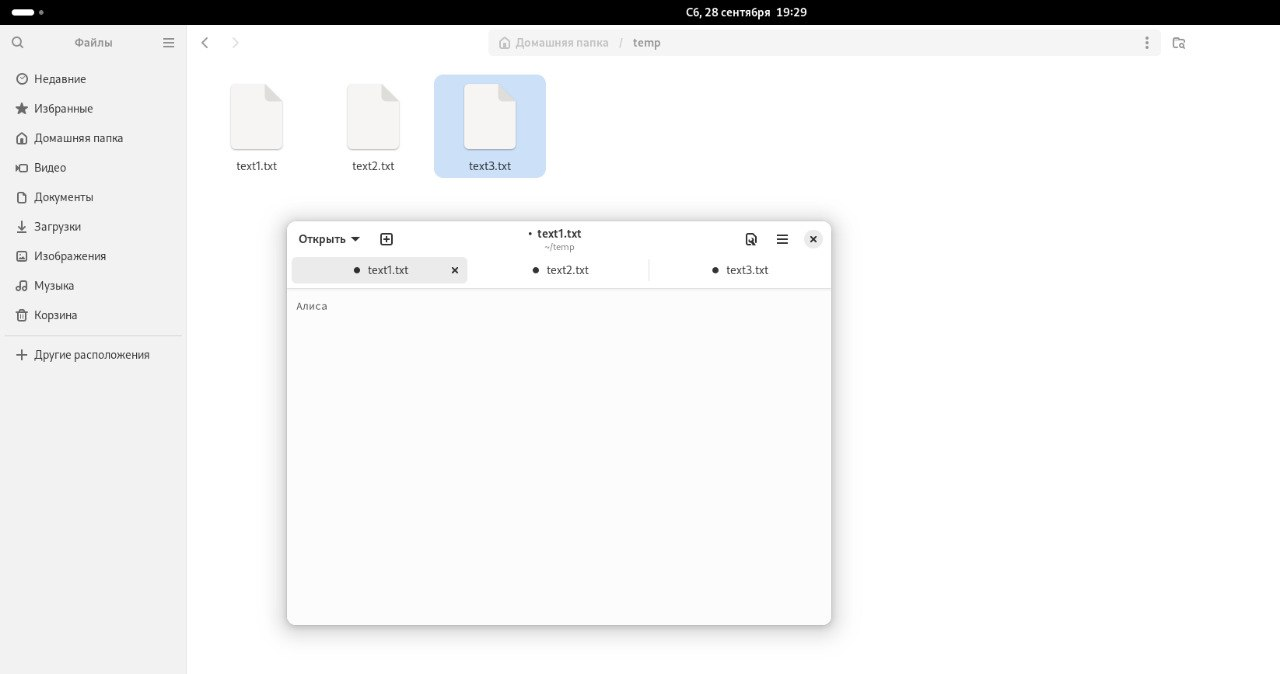 Сб, 28 сентября 19:29
Файлы
Домашняя папка / temp
Недавние
Избранные
Домашняя папка
Видео
Документы
Загрузки
Изображения
Музыка
Корзина
Другие расположения
text1.txt text2.txt text3.txt
Открыть
• text1.txt
~/temp
● text1.txt ● text2.txt ● text3.txt
Алиса